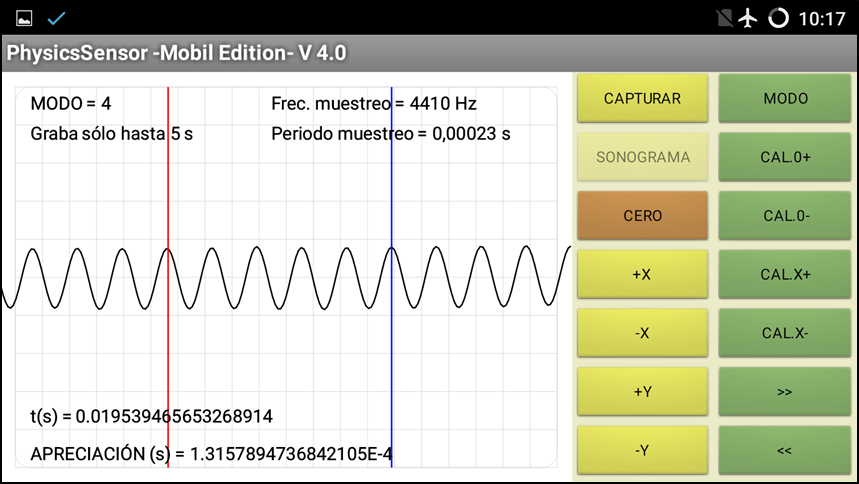 10:17
PhysicsSensor -Mobil Edition- V 4.0
MODO = 4
Frec. muestreo = 4410 Hz
Graba sólo hasta 5 s
Periodo muestreo = 0,00023 s
t(s) = 0.019539465653268914
APRECIACIÓN (s) = 1.3157894736842105E-4
CAPTURAR
MODO
SONOGRAMA
CAL.0+
CERO
CAL.0-
+X
CAL.X+
-X
CAL.X-
+Y
>>
-Y
<<